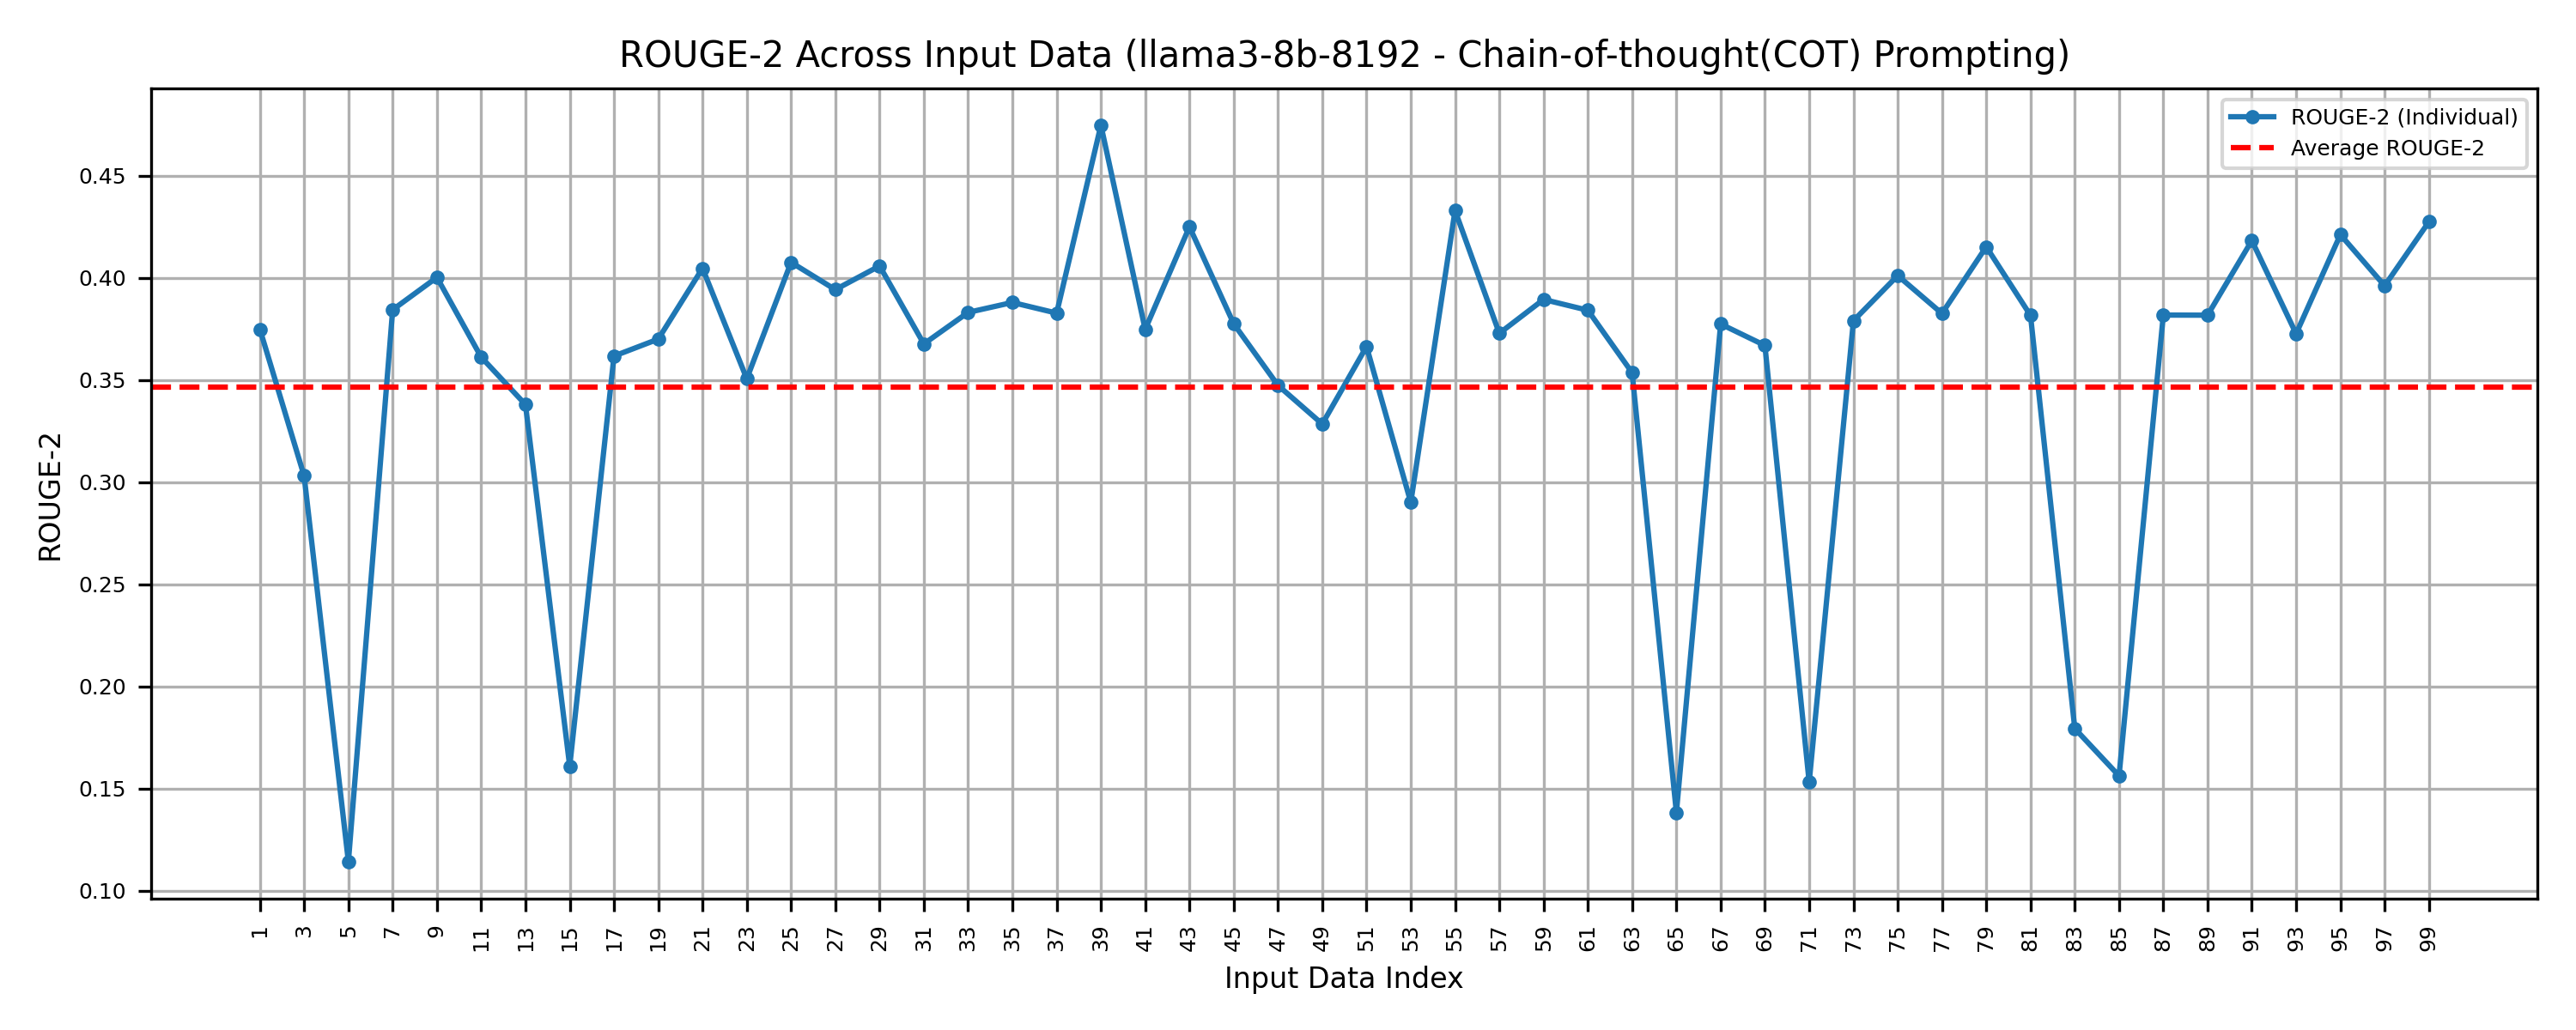 ROUGE-2 Across Input Data (llama3-8b-8192 - Chain-of-thought(COT) Prompting)
ROUGE-2 (Individual)
Average ROUGE-2
ROUGE-2
0.45
0.40
0.35
0.30
0.25
0.20
0.15
0.10
1 3 5 7 9 11 13 15 17 19 21 23 25 27 29 31 33 35 37 39 41 43 45 47 49 51 53 55 57 59 61 63 65 67 69 71 73 75 77 79 81 83 85 87 89 91 93 95 97 99
Input Data Index